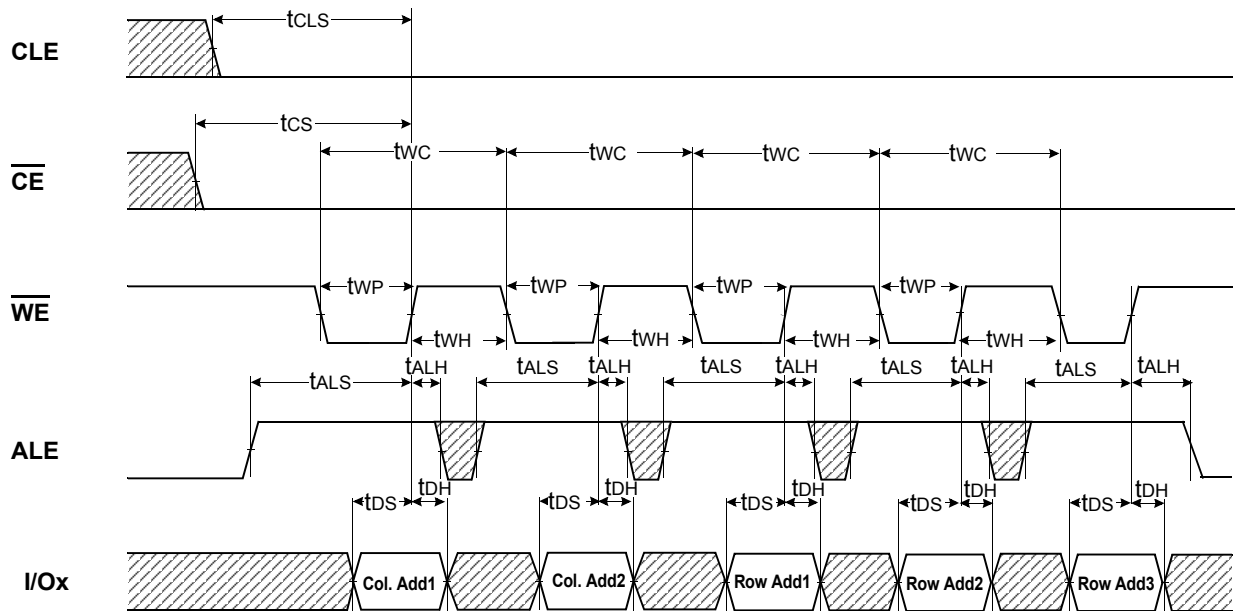 tCLS
CLE
tCS
tWC tWC tWC tWC
CE
tWP tWP tWP tWP
WE
tWH tWH tWH tWH
tALS tALH tALS tALH tALS tALH tALS tALH tALS tALH
ALE
tDS tDH tDS tDH tDS tDH tDS tDH tDS tDH
I/Ox Col. Add1 Col. Add2 Row Add1 Row Add2 Row Add3